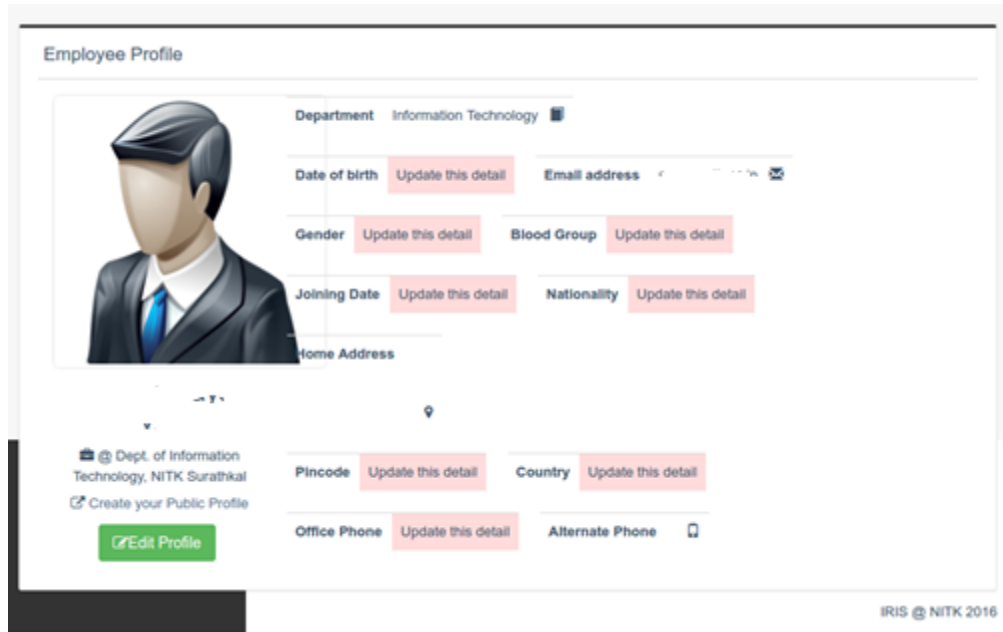 Employee Profile
Department Information Technology
Date of birth Update this detail Email address
Gender Update this detail Blood Group Update this detail
Joining Date Update this detail Nationality Update this detail
Home Address
@ Dept. of Information
Technology, NITK Surathkal
Create your Public Profile
Edit Profile
Pincode Update this detail Country Update this detail
Office Phone Update this detail Alternate Phone
IRIS @ NITK 2016